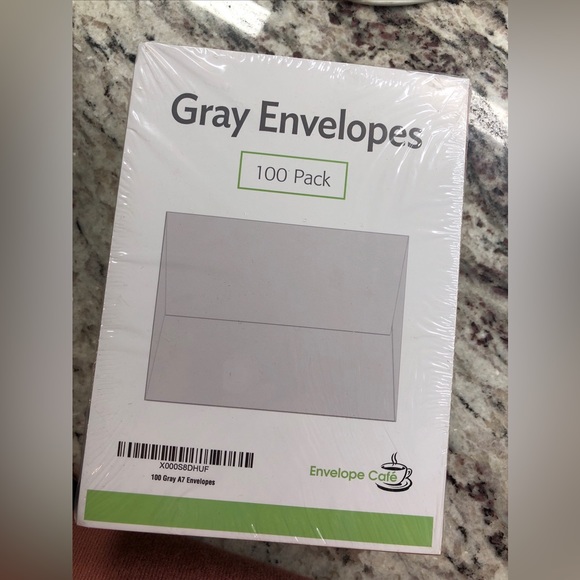 Gray Envelopes
100 Pack
X000S8DHUF
100 Gray A7 Envelopes
Envelope Café